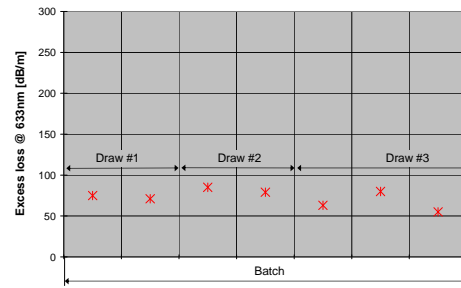 Excess loss @ 633nm [dB/m]
300
250
200
150
100
50
0
Draw #1
Draw #2
Draw #3
Batch